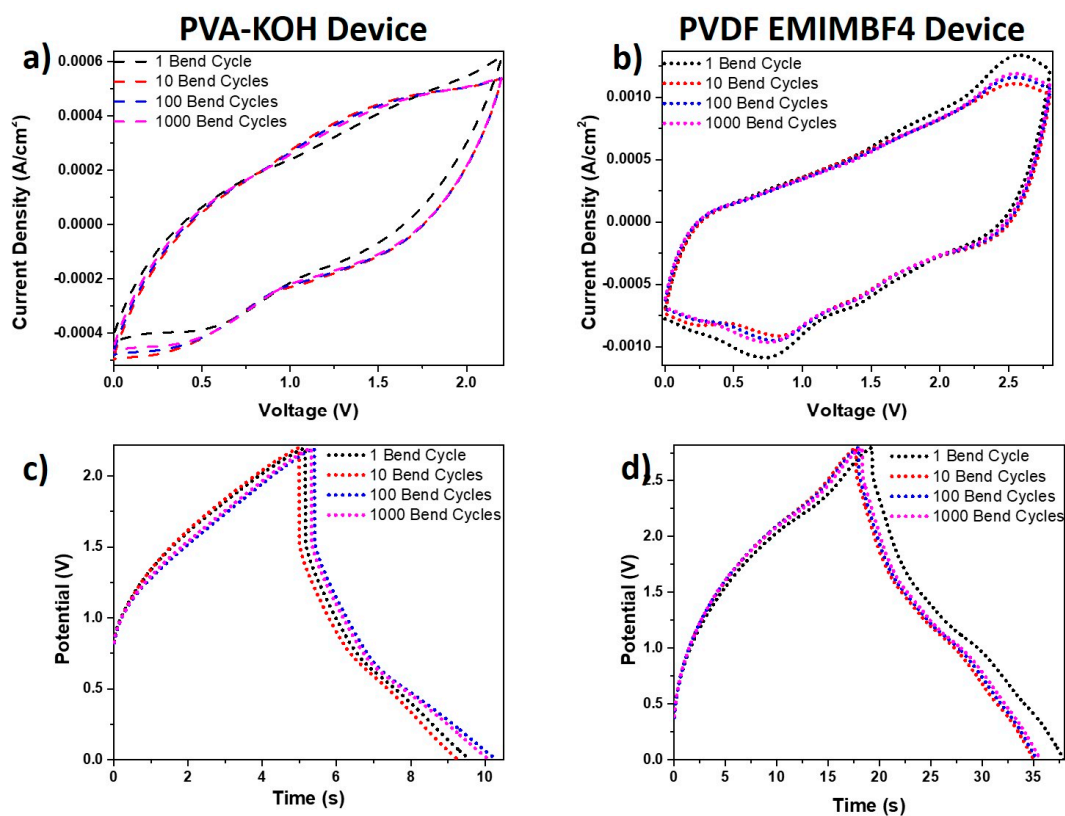 PVA-KOH Device
PVDF EMIMBF4 Device
a)
1 Bend Cycle
10 Bend Cycles
100 Bend Cycles
1000 Bend Cycles
0.0006
0.0004
0.0002
0.0000
-0.0002
-0.0004
Current Density (A/cm²)
0.0 0.5 1.0 1.5 2.0
Voltage (V)
b)
1 Bend Cycle
10 Bend Cycles
100 Bend Cycles
1000 Bend Cycles
0.0010
0.0005
0.0000
-0.0005
-0.0010
Current Density (A/cm²)
0.0 0.5 1.0 1.5 2.0 2.5
Voltage (V)
c)
1 Bend Cycle
10 Bend Cycles
100 Bend Cycles
1000 Bend Cycles
2.0
1.5
1.0
0.5
0.0
Potential (V)
0 2 4 6 8 10
Time (s)
d)
1 Bend Cycle
10 Bend Cycles
100 Bend Cycles
1000 Bend Cycles
2.5
2.0
1.5
1.0
0.5
0.0
Potential (V)
0 5 10 15 20 25 30 35
Time (s)